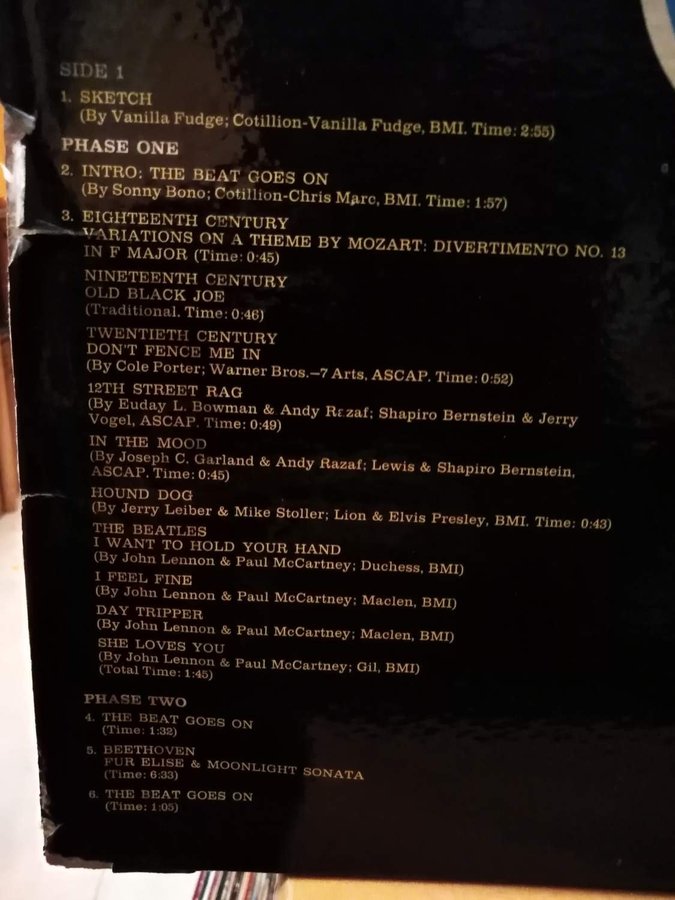 SIDE 1
1. SKETCH
(By Vanilla Fudge; Cotillion-Vanilla Fudge, BMI. Time: 2:55)
PHASE ONE
2. INTRO: THE BEAT GOES ON
(By Sonny Bono; Cotillion-Chris Marc, BMI. Time: 1:57)
3. EIGHTEENTH CENTURY
VARIATIONS ON A THEME BY MOZART: DIVERTIMENTO NO. 13
IN F MAJOR (Time: 0:45)
NINETEENTH CENTURY
OLD BLACK JOE
(Traditional. Time: 0:46)
TWENTIETH CENTURY
DON'T FENCE ME IN
(By Cole Porter; Warner Bros.–7 Arts, ASCAP. Time: 0:52)
12TH STREET RAG
(By Euday L. Bowman & Andy Razaf; Shapiro Bernstein & Jerry
Vogel, ASCAP. Time: 0:49)
IN THE MOOD
(By Joseph C. Garland & Andy Razaf; Lewis & Shapiro Bernstein,
ASCAP. Time: 0:45)
HOUND DOG
(By Jerry Leiber & Mike Stoller; Lion & Elvis Presley, BMI. Time: 0:43)
THE BEATLES
I WANT TO HOLD YOUR HAND
(By John Lennon & Paul McCartney; Duchess, BMI)
I FEEL FINE
(By John Lennon & Paul McCartney; Maclen, BMI)
DAY TRIPPER
(By John Lennon & Paul McCartney; Maclen, BMI)
SHE LOVES YOU
(By John Lennon & Paul McCartney; Gil, BMI)
(Total Time: 1:45)
PHASE TWO
4. THE BEAT GOES ON
(Time: 1:32)
5. BEETHOVEN
FUR ELISE & MOONLIGHT SONATA
(Time: 6:33)
6. THE BEAT GOES ON
(Time: 1:05)